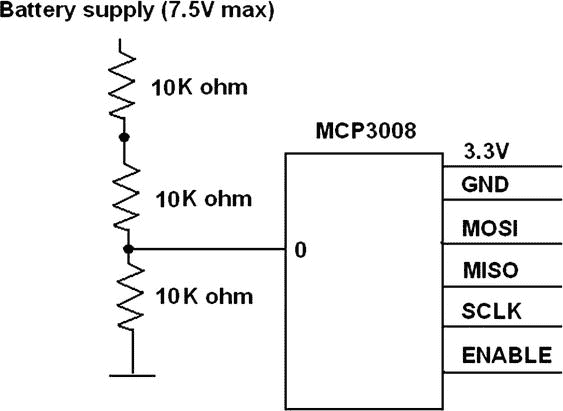 Battery supply (7.5V max)
10K ohm
MCP3008
3.3V
GND
10K ohm
MOSI
0
MISO
10K ohm
SCLK
ENABLE